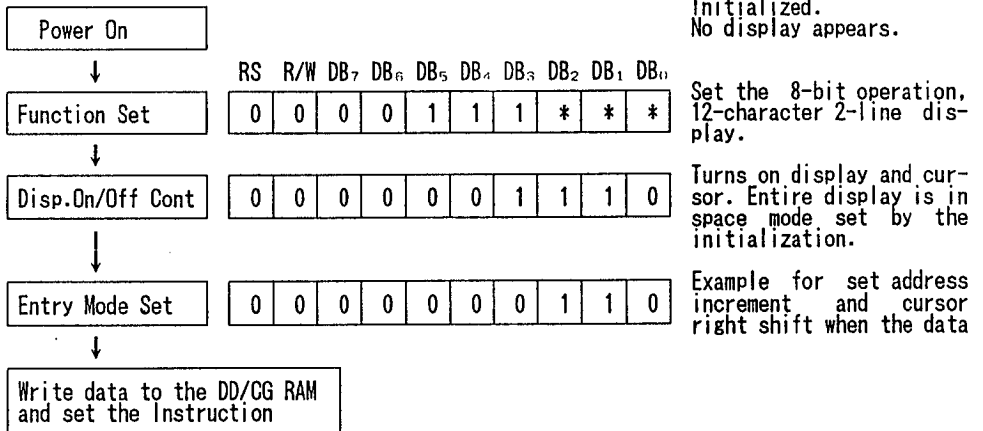 Initialized.
Power On
No display appears.
RS R/W DB₇ DB₆ DB₅ DB₄ DB₃ DB₂ DB₁ DB₀
Function Set 0 0 0 0 1 1 1 * * *
Set the 8-bit operation,
12-character 2-line dis-
play.
Disp.On/Off Cont 0 0 0 0 0 0 1 1 1 0
Turns on display and cur-
sor. Entire display is in
space mode set by the
initialization.
Entry Mode Set 0 0 0 0 0 0 0 1 1 0
Example for set address
increment and cursor
right shift when the data
Write data to the DD/CG RAM
and set the Instruction